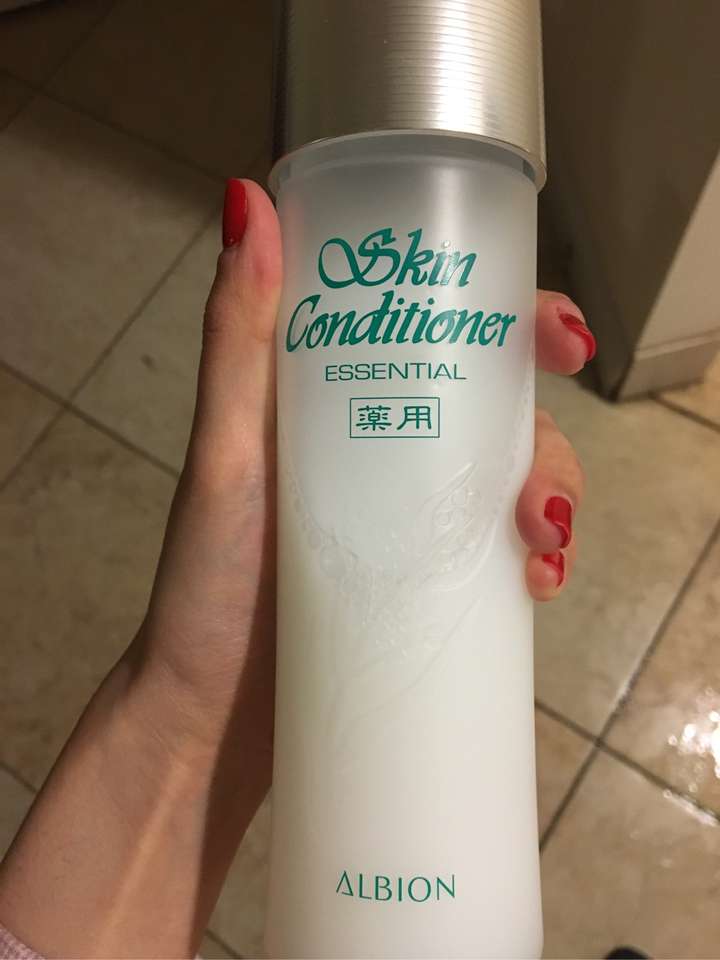 Skin
Conditioner
ESSENTIAL
薬用
ALBION